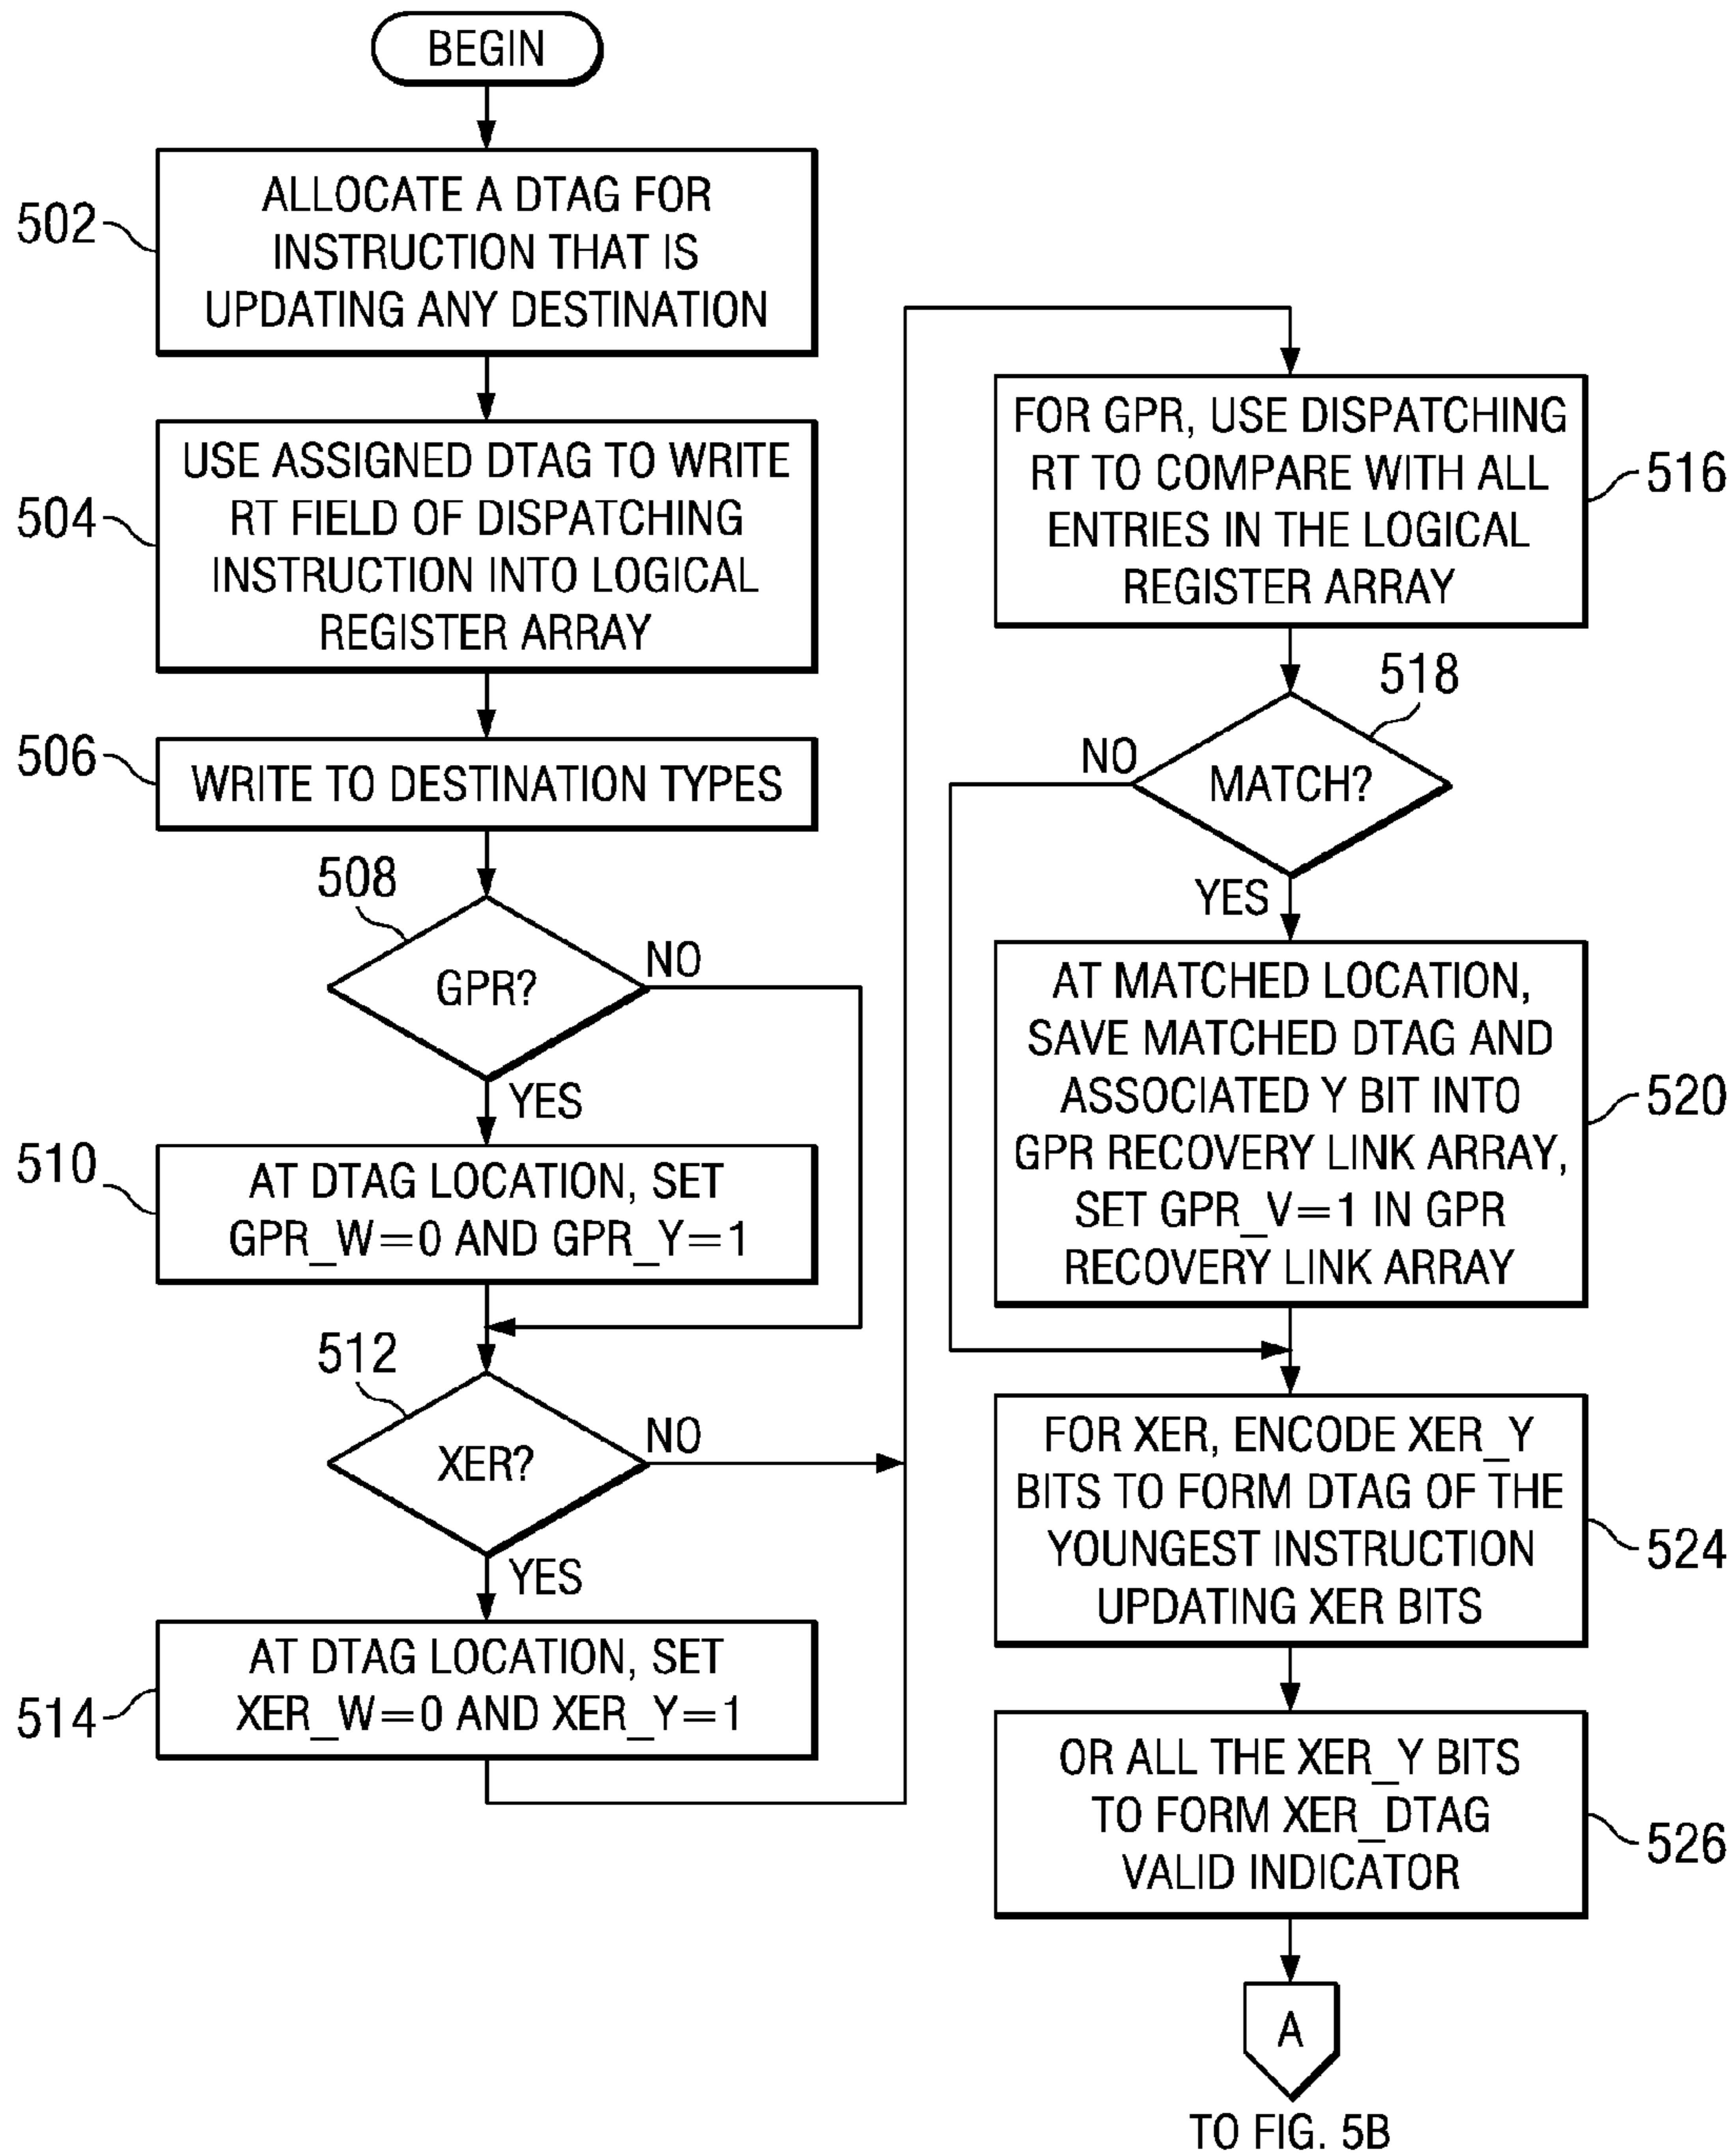 BEGIN
502
ALLOCATE A DTAG FOR
INSTRUCTION THAT IS
UPDATING ANY DESTINATION
504
USE ASSIGNED DTAG TO WRITE
RT FIELD OF DISPATCHING
INSTRUCTION INTO LOGICAL
REGISTER ARRAY
506
WRITE TO DESTINATION TYPES
508
GPR?
NO
YES
510
AT DTAG LOCATION, SET
GPR_W=0 AND GPR_Y=1
512
XER?
NO
YES
514
AT DTAG LOCATION, SET
XER_W=0 AND XER_Y=1
FOR GPR, USE DISPATCHING
RT TO COMPARE WITH ALL
ENTRIES IN THE LOGICAL
REGISTER ARRAY
516
518
NO
MATCH?
YES
AT MATCHED LOCATION,
SAVE MATCHED DTAG AND
ASSOCIATED Y BIT INTO
GPR RECOVERY LINK ARRAY,
SET GPR_V=1 IN GPR
RECOVERY LINK ARRAY
520
FOR XER, ENCODE XER_Y
BITS TO FORM DTAG OF THE
YOUNGEST INSTRUCTION
UPDATING XER BITS
524
OR ALL THE XER_Y BITS
TO FORM XER_DTAG
VALID INDICATOR
526
A
TO FIG. 5B